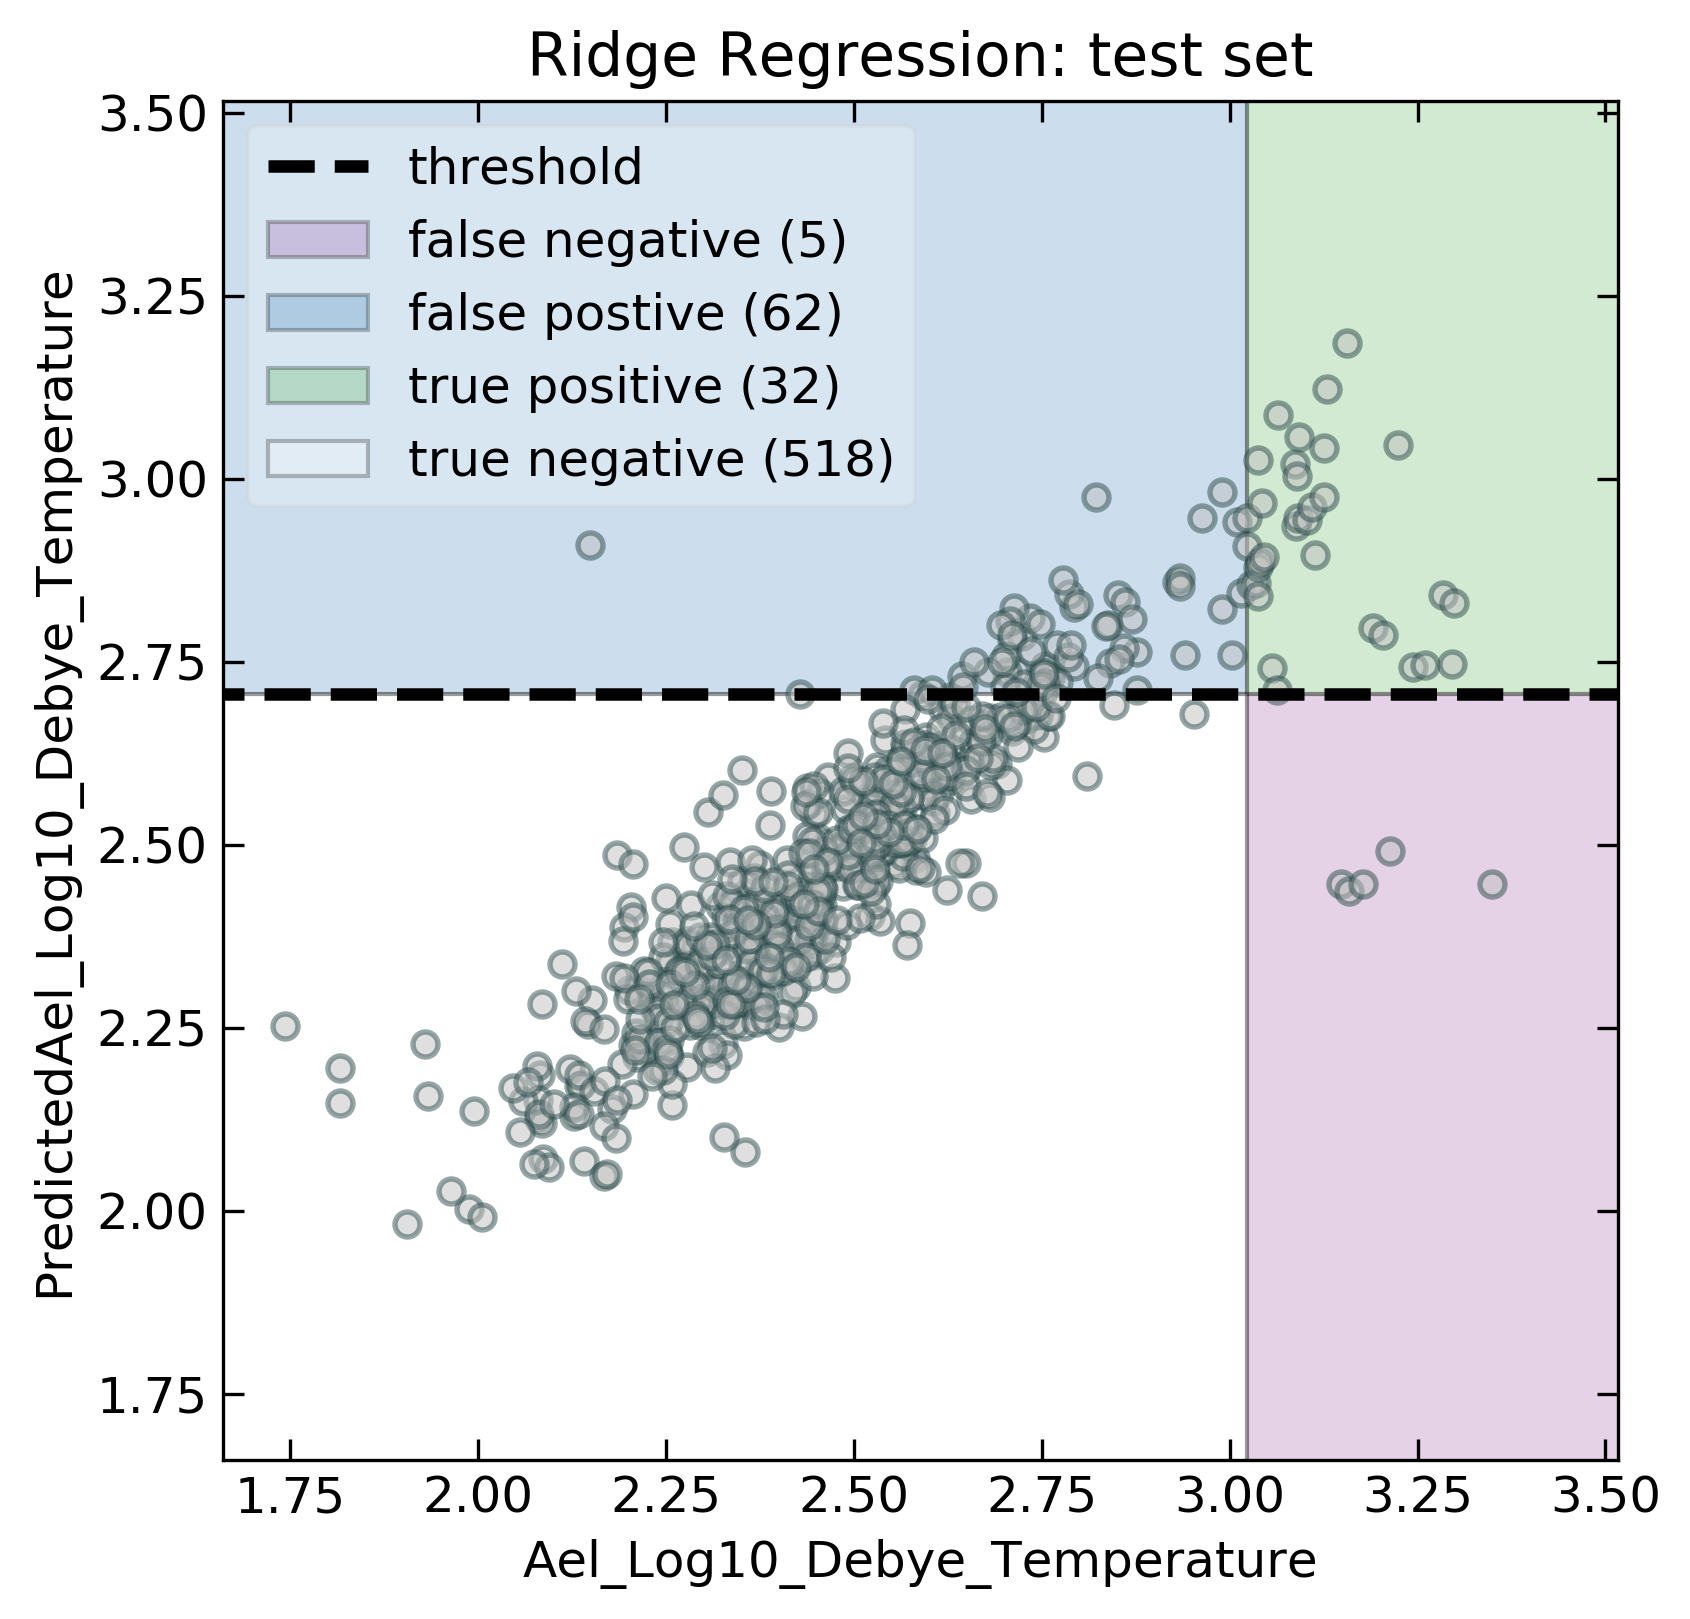 Ridge Regression: test set
3.50
3.25
3.00
2.75
2.50
2.25
2.00
1.75
PredictedAel_Log10_Debye_Temperature
threshold
false negative (5)
false postive (62)
true positive (32)
true negative (518)
1.75 2.00 2.25 2.50 2.75 3.00 3.25 3.50
Ael_Log10_Debye_Temperature